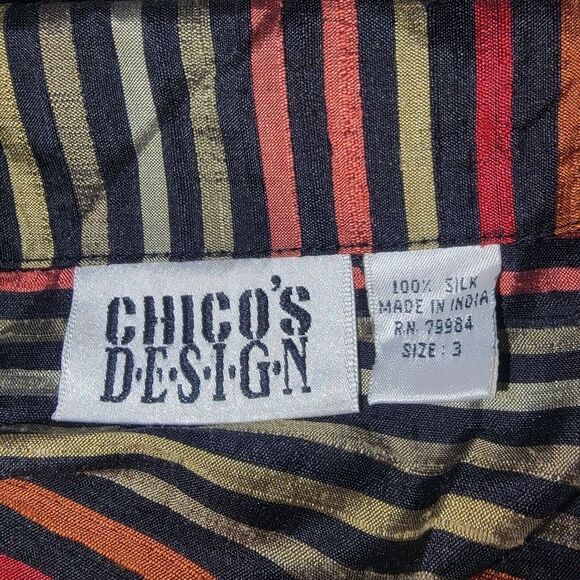 CHICO'S
D·E·S·I·G·N
100% SILK
MADE IN INDIA
RN. 79984
SIZE : 3